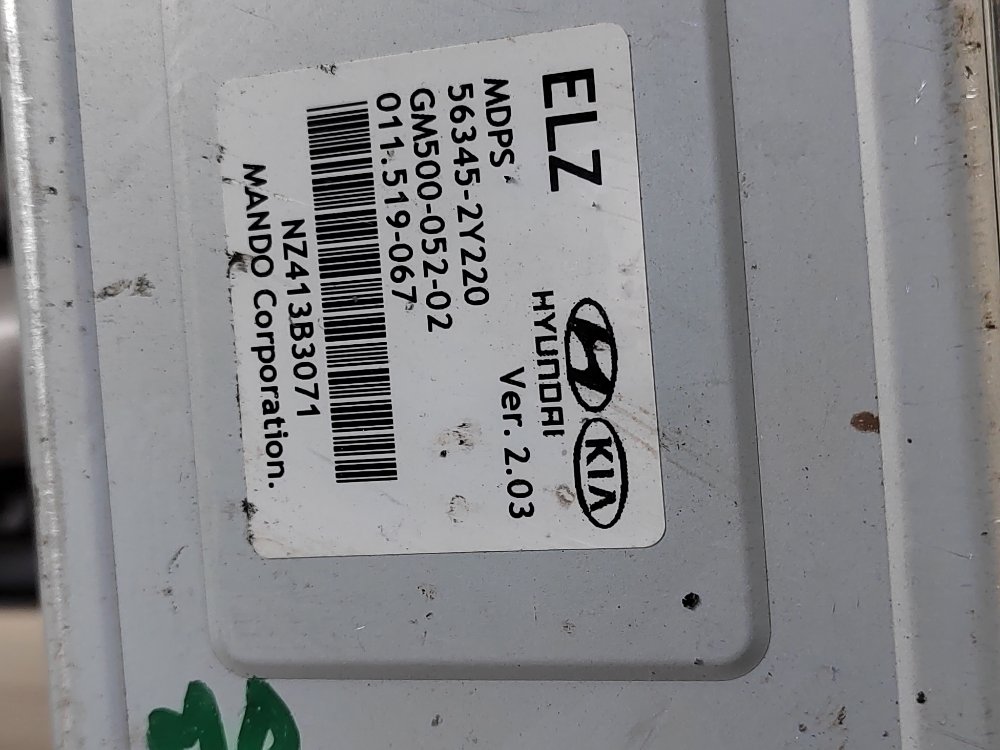 ELZ
HYUNDAI
KIA
MDPS
Ver. 2.03
56345-2Y220
GM500-052-02
011.519-067
NZ413B3071
MANDO Corporation.